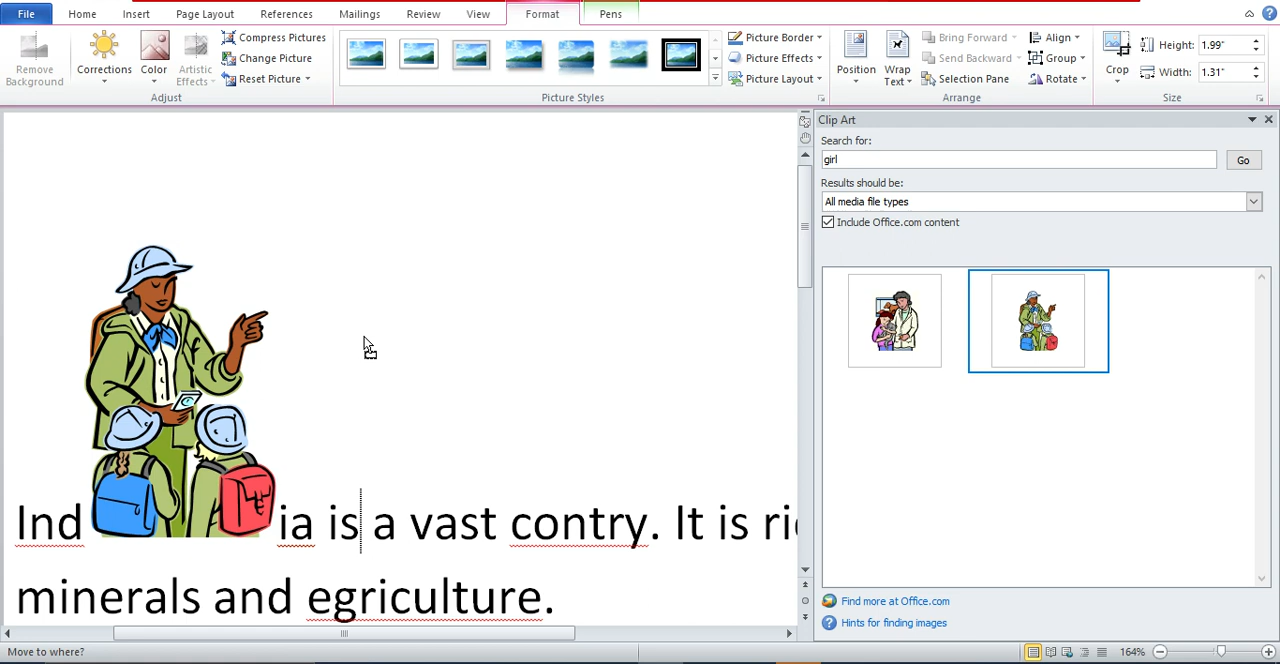 File Home Insert Page Layout References Mailings Review View Format Pens
Remove Background
Corrections
Color
Artistic Effects
Compress Pictures
Change Picture
Reset Picture
Adjust
Picture Styles
Picture Border
Picture Effects
Picture Layout
Position
Wrap Text
Bring Forward
Send Backward
Selection Pane
Align
Group
Rotate
Arrange
Crop
Height: 1.99"
Width: 1.31"
Size
Clip Art
Search for:
girl Go
Results should be:
All media file types
Include Office.com content
Ind ia is a vast contry. It is ri
minerals and egriculture.
Find more at Office.com
Hints for finding images
Move to where? 164%